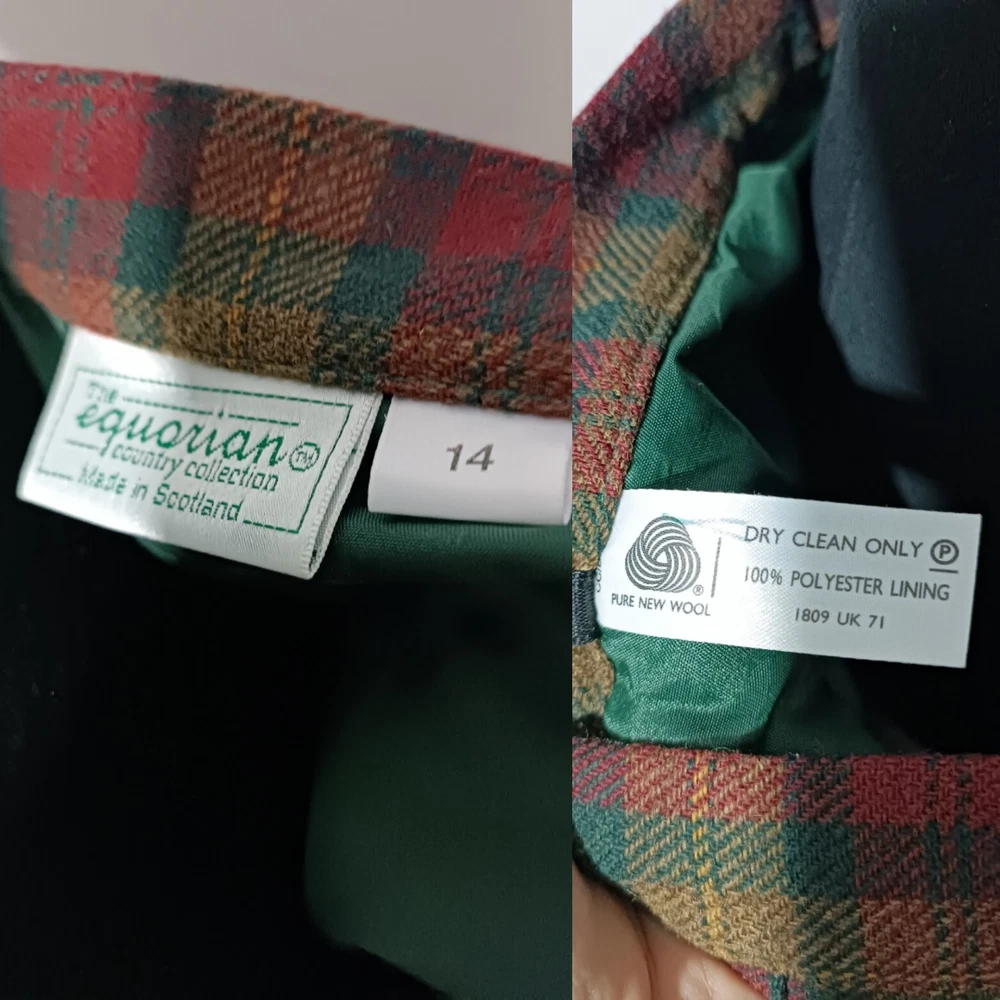 The
equorian TM
country collection
Made in Scotland
14
DRY CLEAN ONLY P
100% POLYESTER LINING
1809 UK 71
®
PURE NEW WOOL